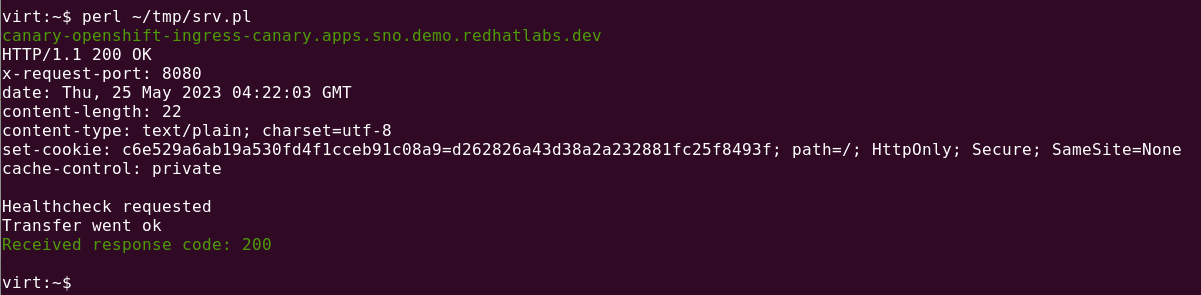 virt:~$ perl ~/tmp/srv.pl
canary-openshift-ingress-canary.apps.sno.demo.redhatlabs.dev
HTTP/1.1 200 OK
x-request-port: 8080
date: Thu, 25 May 2023 04:22:03 GMT
content-length: 22
content-type: text/plain; charset=utf-8
set-cookie: c6e529a6ab19a530fd4f1cceb91c08a9=d262826a43d38a2a232881fc25f8493f; path=/; HttpOnly; Secure; SameSite=None
cache-control: private

Healthcheck requested
Transfer went ok
Received response code: 200

virt:~$